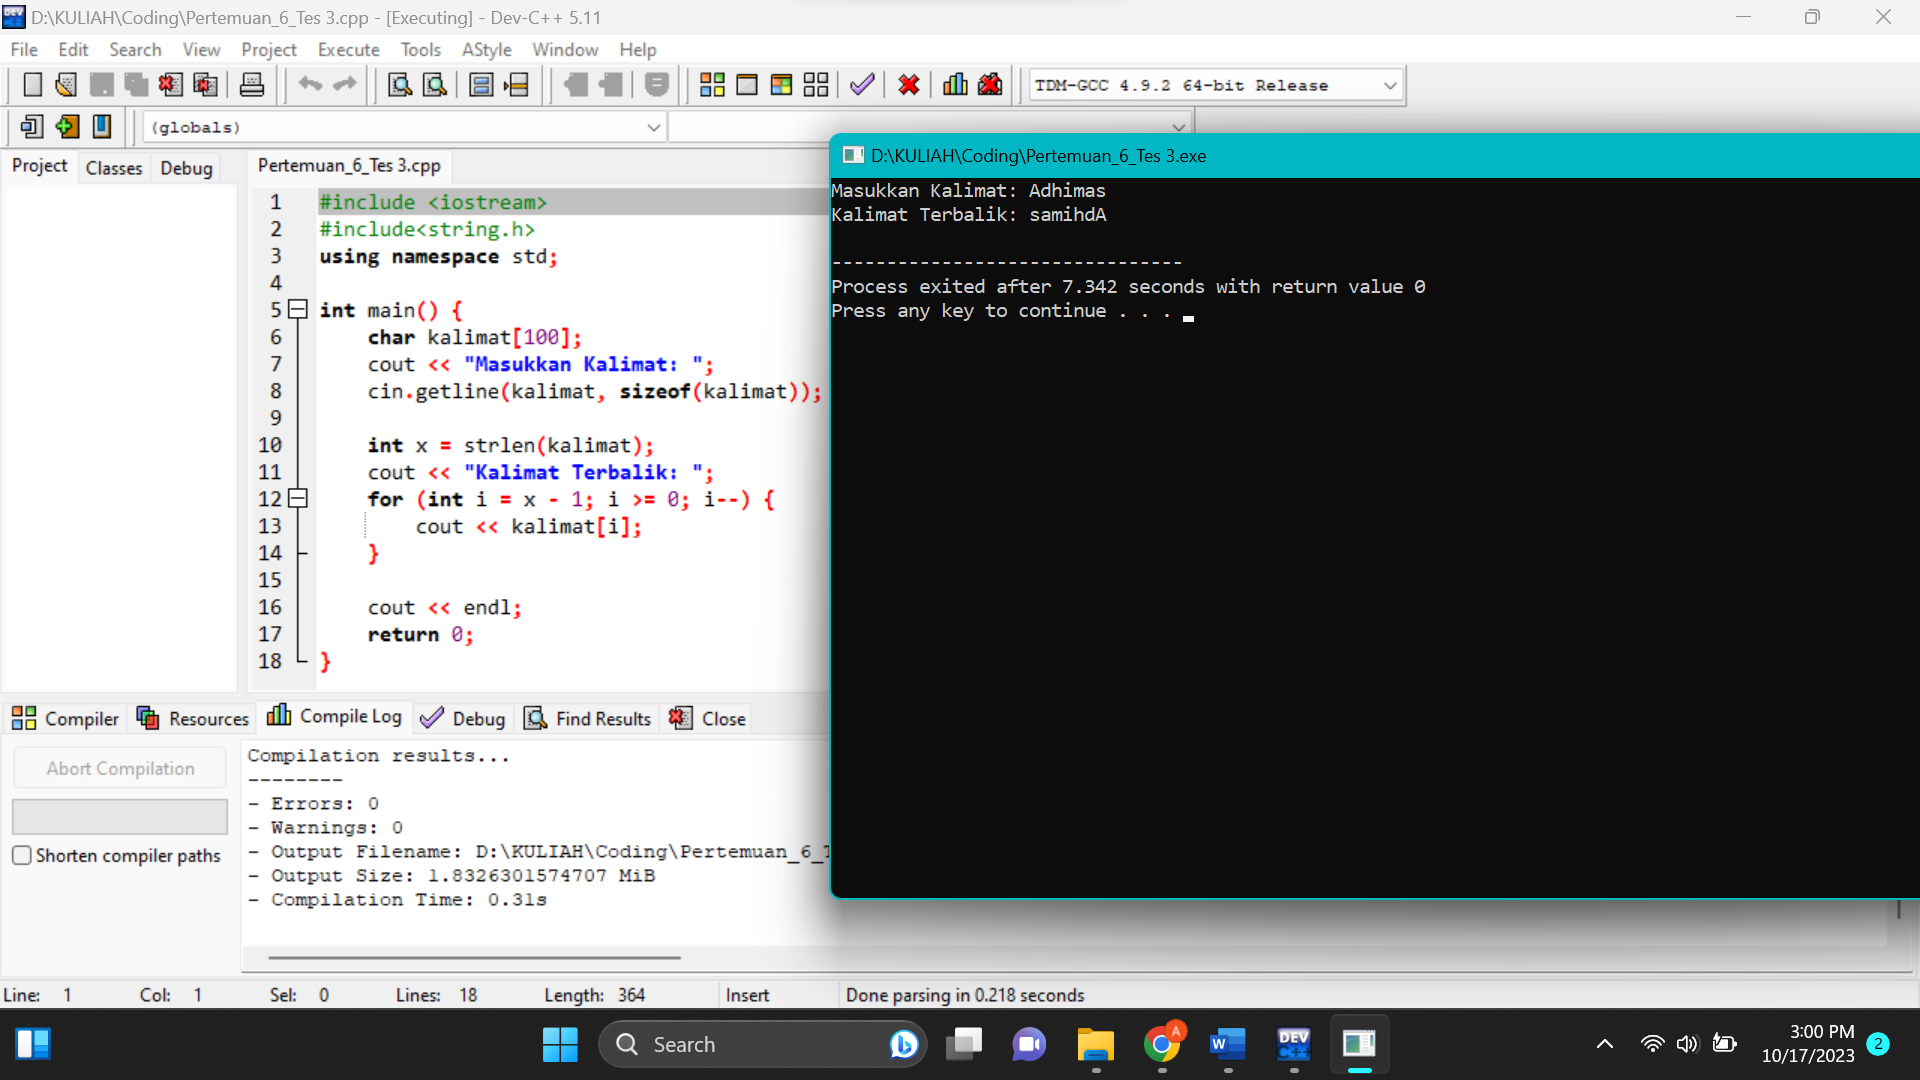 D:\KULIAH\Coding\Pertemuan_6_Tes 3.cpp - [Executing] - Dev-C++ 5.11
File Edit Search View Project Execute Tools AStyle Window Help
TDM-GCC 4.9.2 64-bit Release
(globals)
Project Classes Debug
Pertemuan_6_Tes 3.cpp
1 #include <iostream>
2 #include<string.h>
3 using namespace std;
4
5 int main() {
6 char kalimat[100];
7 cout << "Masukkan Kalimat: ";
8 cin.getline(kalimat, sizeof(kalimat));
9
10 int x = strlen(kalimat);
11 cout << "Kalimat Terbalik: ";
12 for (int i = x - 1; i >= 0; i--) {
13 cout << kalimat[i];
14 }
15
16 cout << endl;
17 return 0;
18 }
D:\KULIAH\Coding\Pertemuan_6_Tes 3.exe
Masukkan Kalimat: Adhimas
Kalimat Terbalik: samihdA
--------------------------------
Process exited after 7.342 seconds with return value 0
Press any key to continue . . .
Compiler Resources Compile Log Debug Find Results Close
Abort Compilation
Shorten compiler paths
Compilation results...
--------
- Errors: 0
- Warnings: 0
- Output Filename: D:\KULIAH\Coding\Pertemuan_6_T
- Output Size: 1.8326301574707 MiB
- Compilation Time: 0.31s
Line: 1 Col: 1 Sel: 0 Lines: 18 Length: 364 Insert Done parsing in 0.218 seconds
Search
A
W
DEV C++
3:00 PM
10/17/2023
2